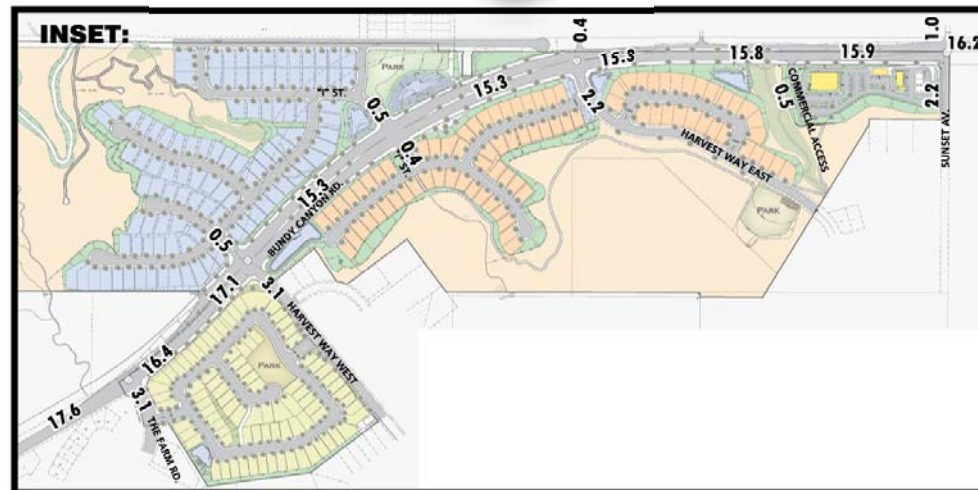 INSET:
0.4
1.0
16.2
15.3
15.8
15.9
PARK
15.3
COMMERCIAL ACCESS
0.5
2.2
"I" ST.
0.5
2.2
SUNSET AV.
0.4
HARVEST WAY EAST
ST.
15.3
BUNDY CANYON RD.
PARK
0.5
17.1
3.1
HARVEST WAY WEST
16.4
PARK
3.1
THE FARM RD.
17.6